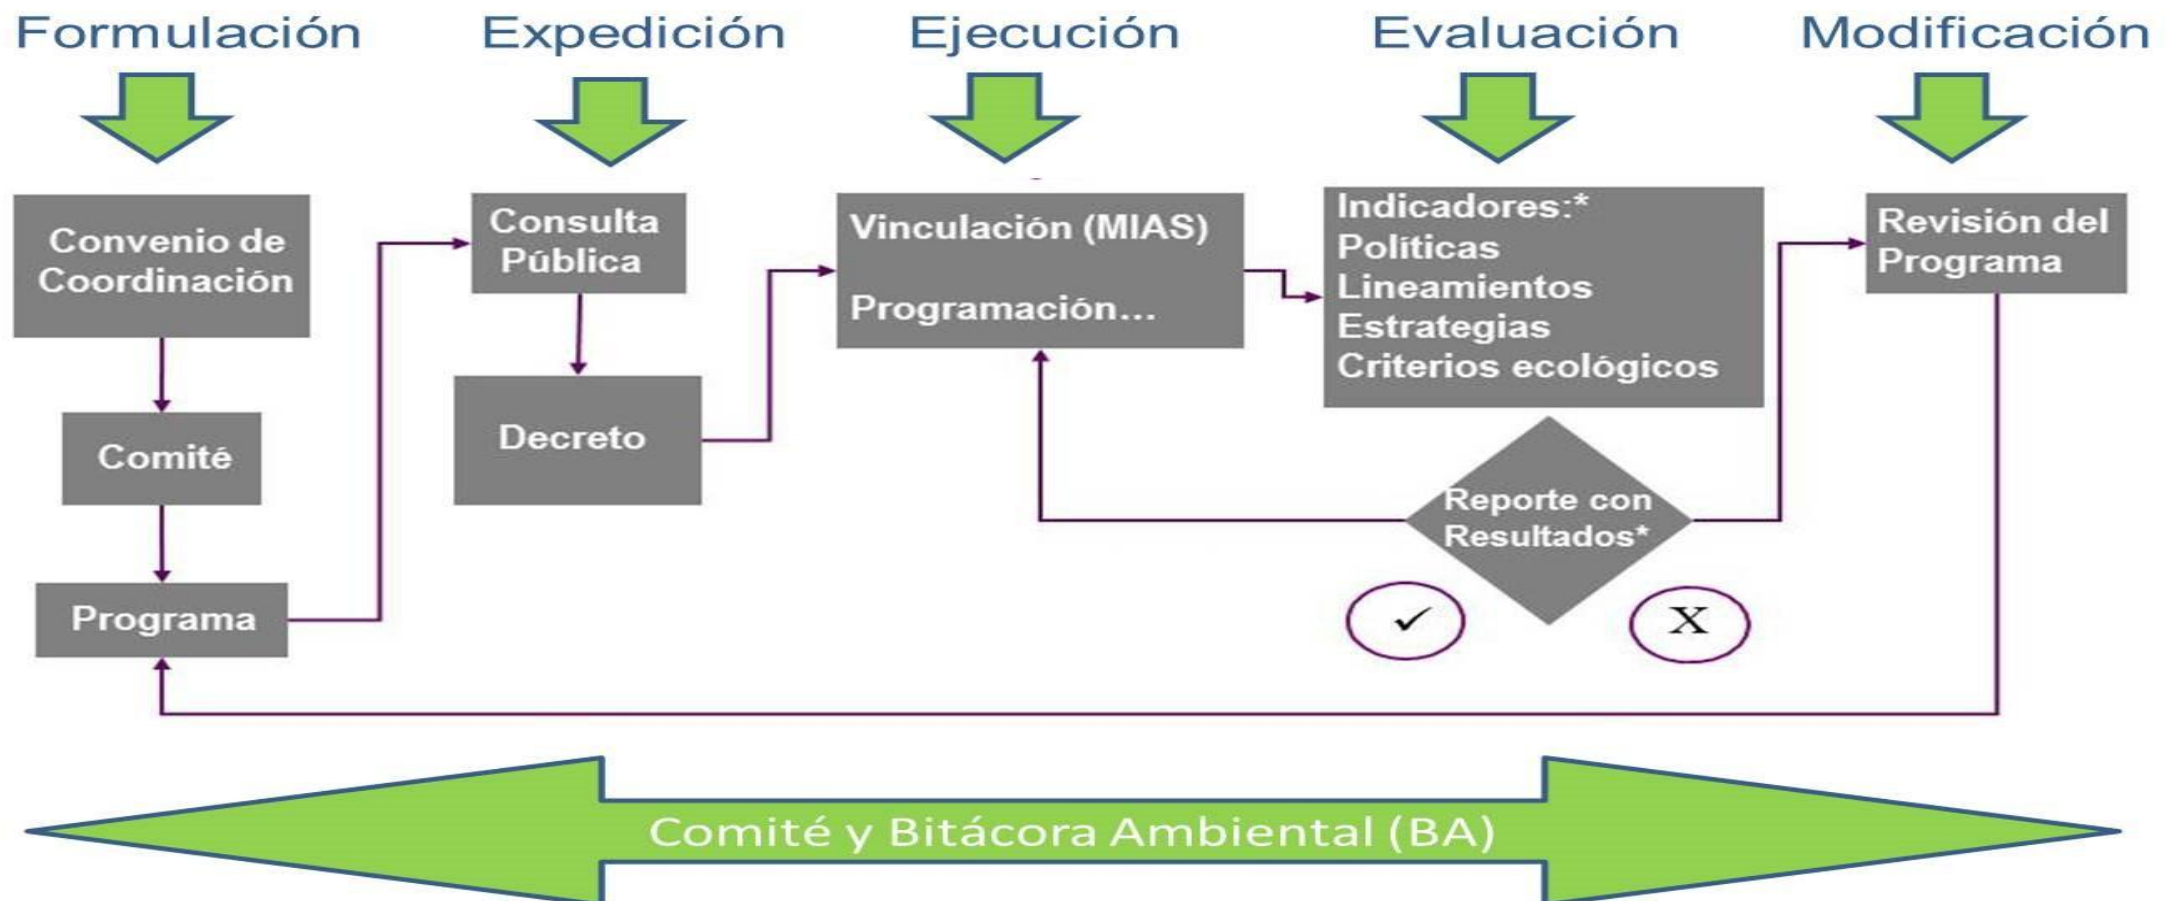 Formulación
Expedición
Ejecución
Evaluación
Modificación
Convenio de
Coordinación
Comité
Programa
Consulta
Pública
Decreto
Vinculación (MIAS)
Programación...
Indicadores:*
Políticas
Lineamientos
Estrategias
Criterios ecológicos
Reporte con
Resultados*
✓
X
Revisión del
Programa
Comité y Bitácora Ambiental (BA)